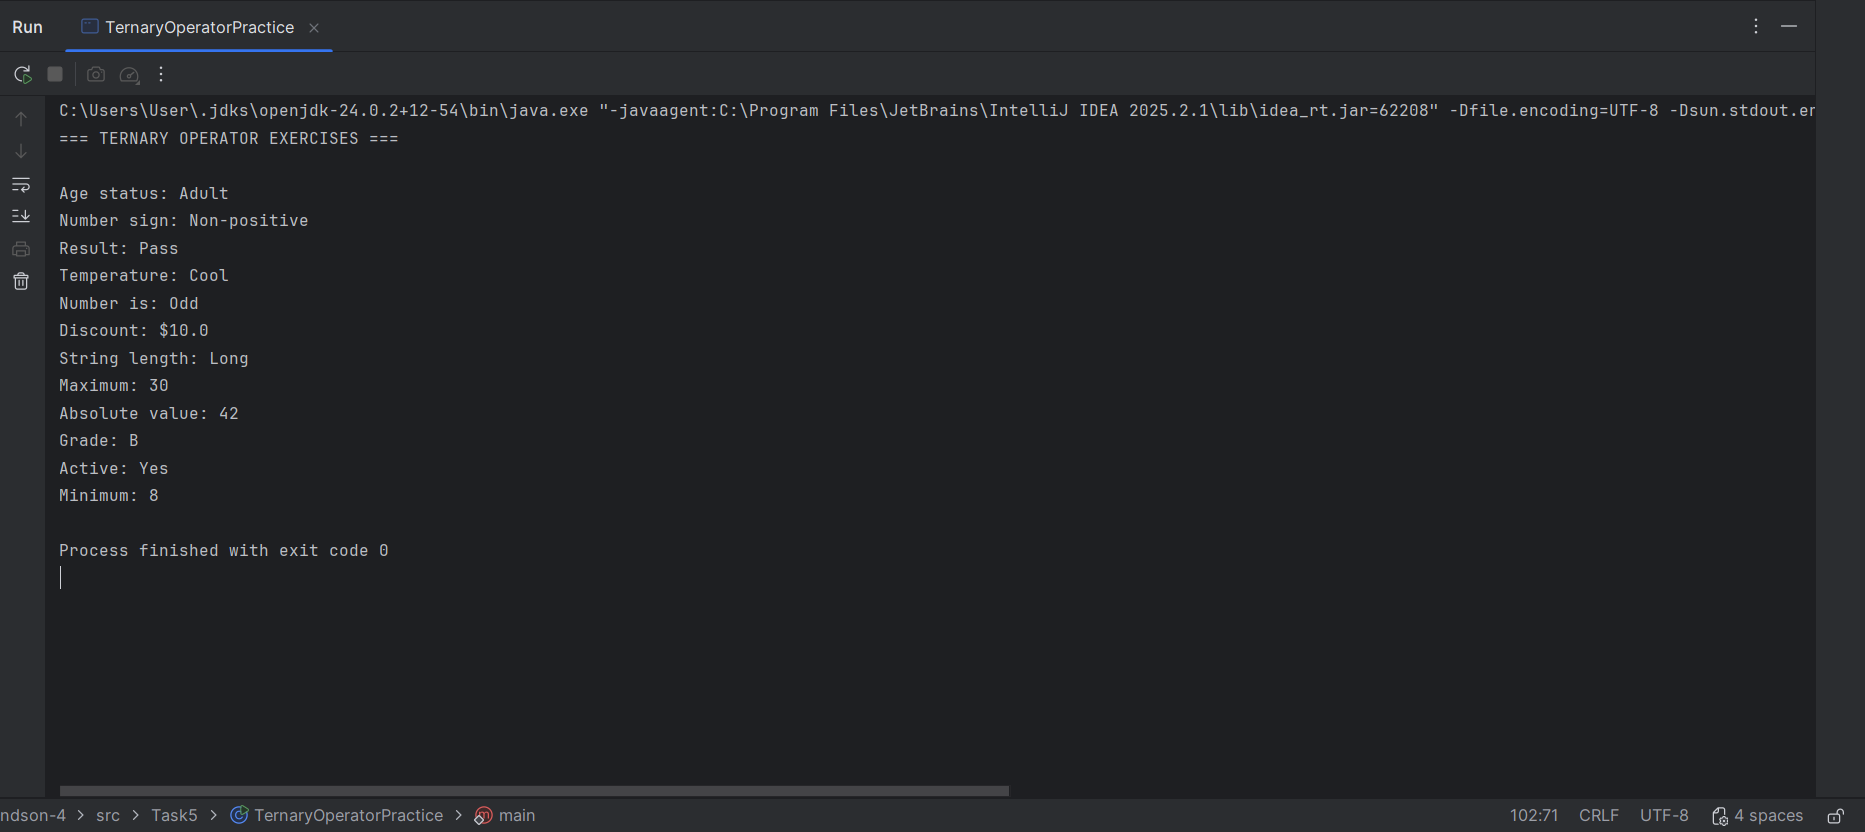 Run TernaryOperatorPractice
C:\Users\User\.jdks\openjdk-24.0.2+12-54\bin\java.exe "-javaagent:C:\Program Files\JetBrains\IntelliJ IDEA 2025.2.1\lib\idea_rt.jar=62208" -Dfile.encoding=UTF-8 -Dsun.stdout.er
=== TERNARY OPERATOR EXERCISES ===
Age status: Adult
Number sign: Non-positive
Result: Pass
Temperature: Cool
Number is: Odd
Discount: $10.0
String length: Long
Maximum: 30
Absolute value: 42
Grade: B
Active: Yes
Minimum: 8
Process finished with exit code 0
ndson-4 > src > Task5 > TernaryOperatorPractice > main 102:71 CRLF UTF-8 4 spaces